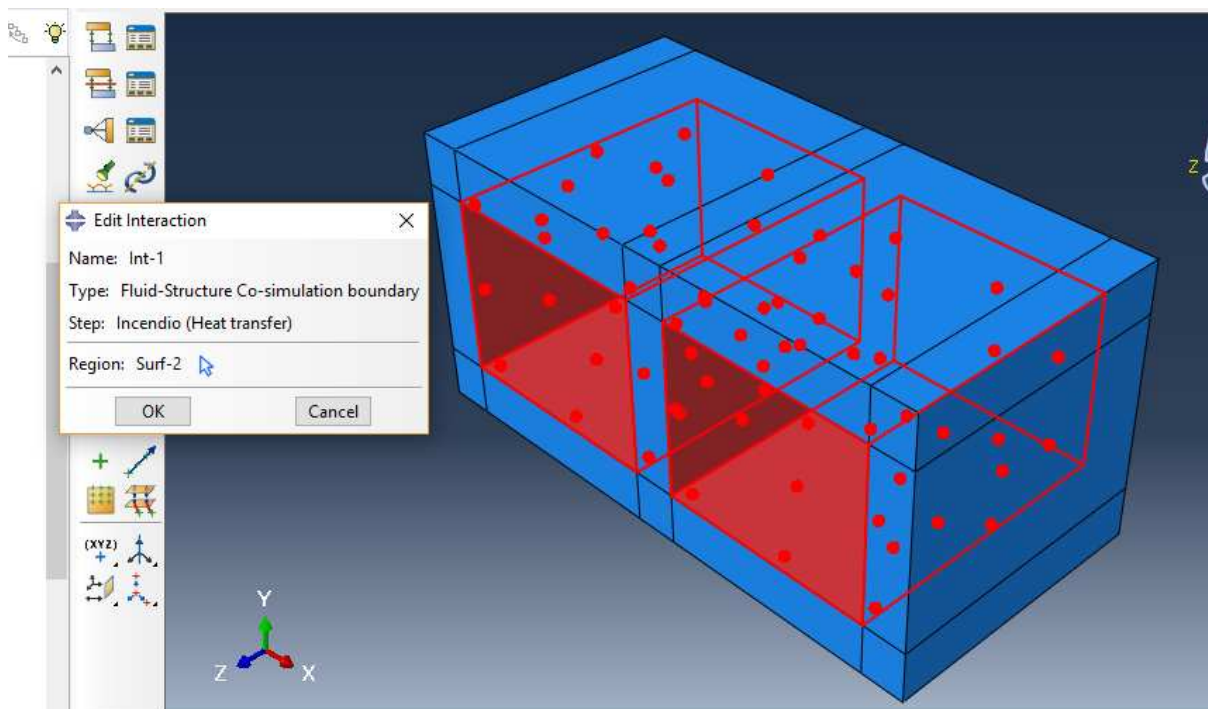 Edit Interaction
Name: Int-1
Type: Fluid-Structure Co-simulation boundary
Step: Incendio (Heat transfer)
Region: Surf-2
OK Cancel
(XYZ)
Z
Y
Z X